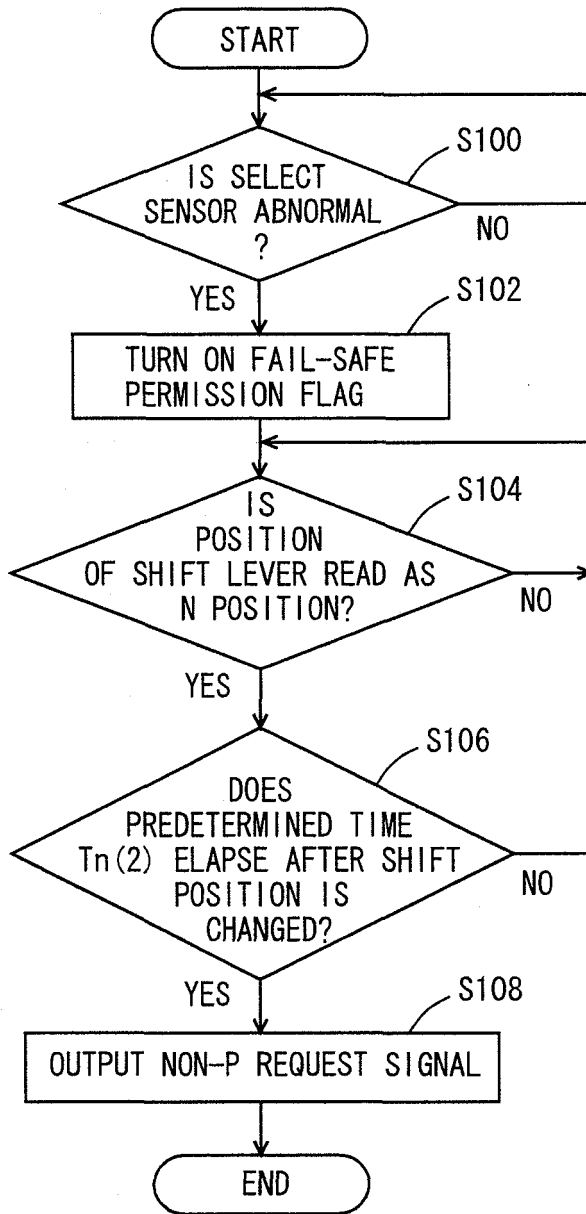 START
S100
IS SELECT
SENSOR ABNORMAL
?
NO
YES
S102
TURN ON FAIL-SAFE
PERMISSION FLAG
S104
IS
POSITION
OF SHIFT LEVER READ AS
N POSITION?
NO
YES
S106
DOES
PREDETERMINED TIME
Tn(2) ELAPSE AFTER SHIFT
POSITION IS
CHANGED?
NO
YES
S108
OUTPUT NON-P REQUEST SIGNAL
END